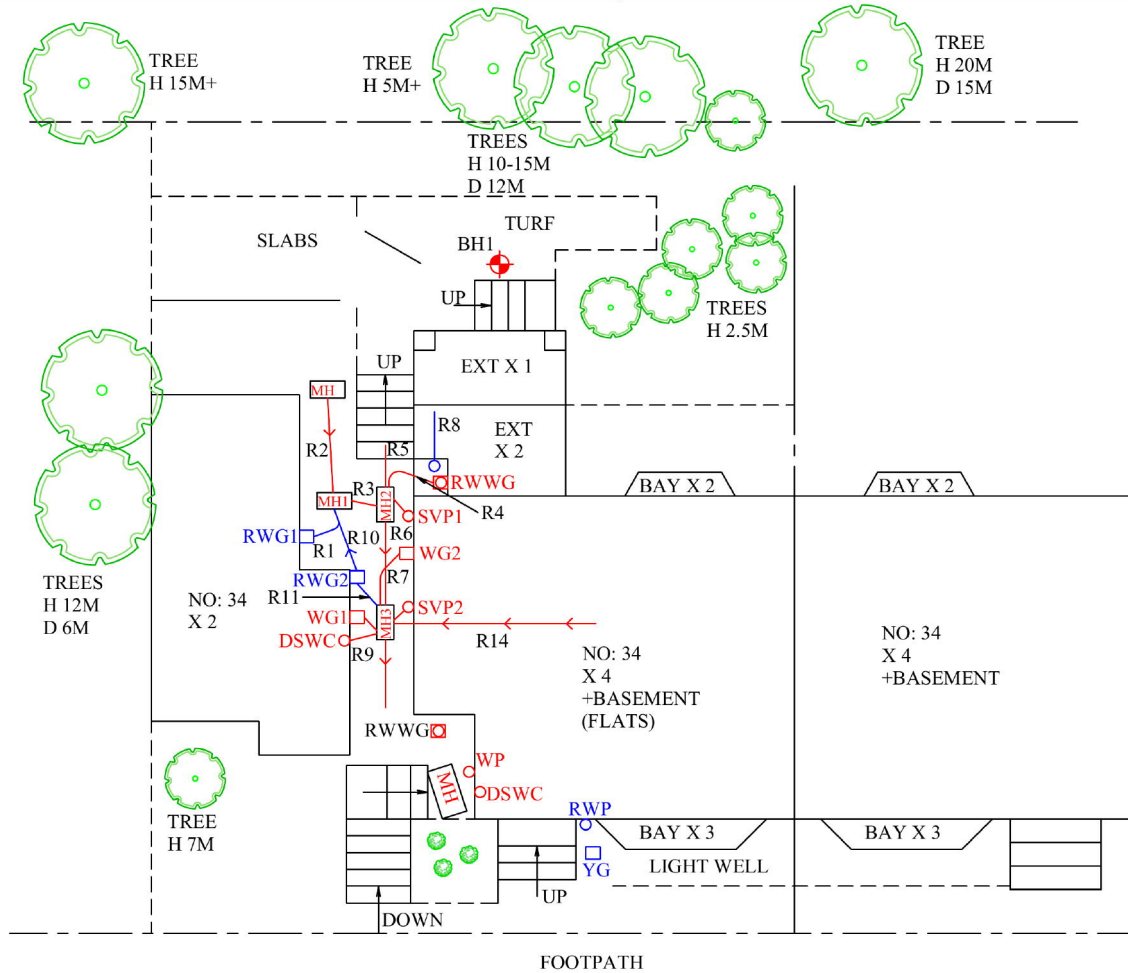 TREE
H 15M+
TREE
H 5M+
TREE
H 20M
D 15M
TREES
H 10-15M
D 12M
TURF
SLABS
BH1
UP
TREES
H 2.5M
UP
EXT X 1
MH
R8
EXT
X 2
R2
R5
RWWG
BAY X 2
BAY X 2
R3
MH1
MH2
R4
SVP1
RWG1
R10
R6
R1
WG2
RWG2
R7
TREES
H 12M
D 6M
R11
NO: 34
X 2
WG1
MH3
SVP2
DSWC
R9
R14
NO: 34
X 4
+BASEMENT
(FLATS)
NO: 34
X 4
+BASEMENT
RWWG
WP
MH
DSWC
TREE
H 7M
RWP
BAY X 3
BAY X 3
YG
LIGHT WELL
UP
DOWN
FOOTPATH